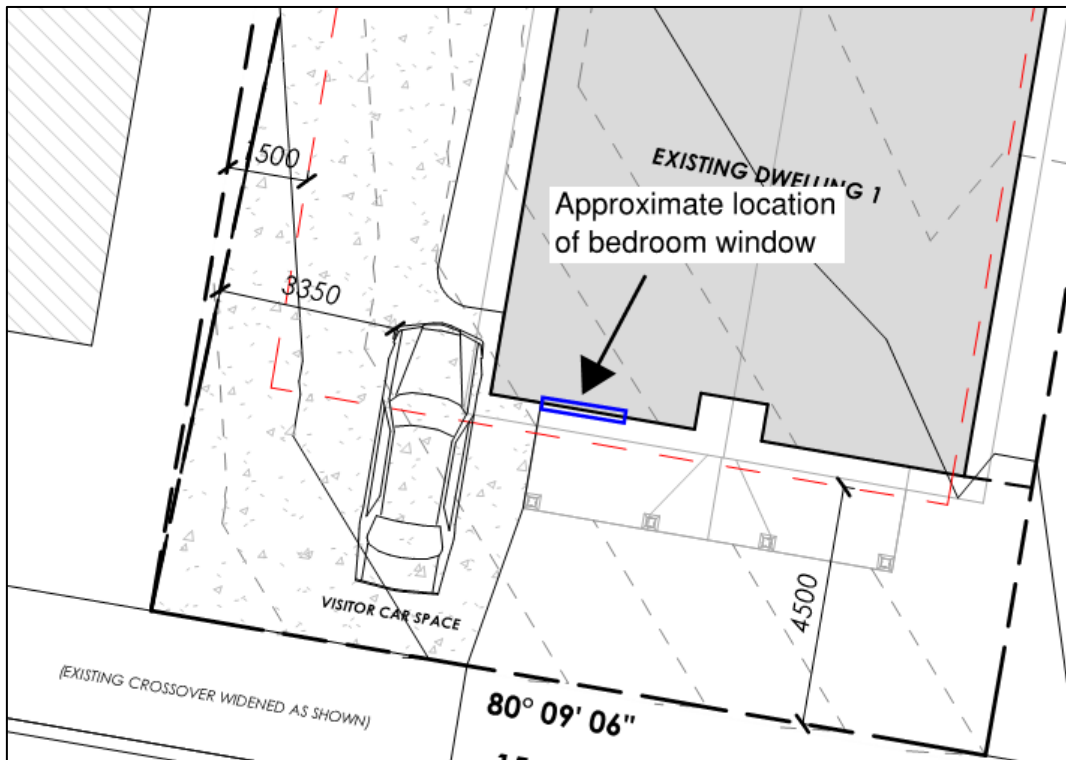 1500
EXISTING DWELLING 1
Approximate location
of bedroom window
3350
4500
VISITOR CAR SPACE
(EXISTING CROSSOVER WIDENED AS SHOWN)
80° 09' 06"